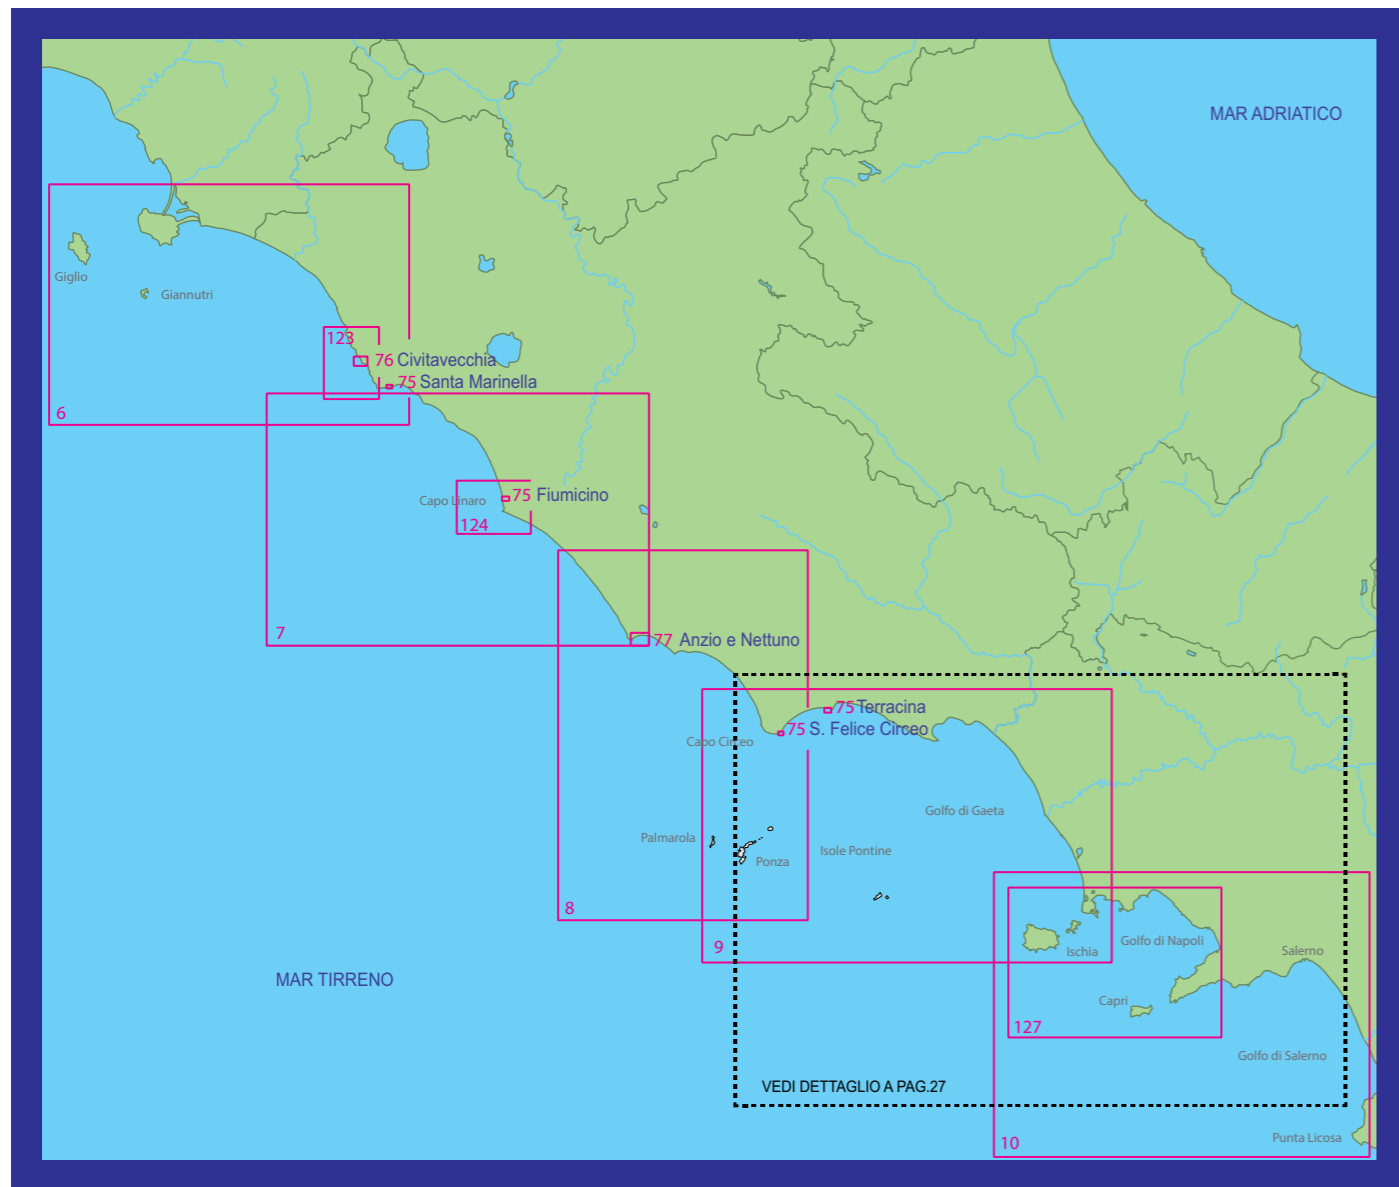 MAR ADRIATICO
Giglio
Giannutri
123
76 Civitavecchia
75 Santa Marinella
6
Capo Linaro
75 Fiumicino
124
7
77 Anzio e Nettuno
75 Terracina
75 S. Felice Circeo
Capo Circeo
Golfo di Gaeta
Palmarola
Ponza
Isole Pontine
8
9
Ischia
Golfo di Napoli
Salerno
MAR TIRRENO
Capri
127
Golfo di Salerno
VEDI DETTAGLIO A PAG.27
10
Punta Licosa